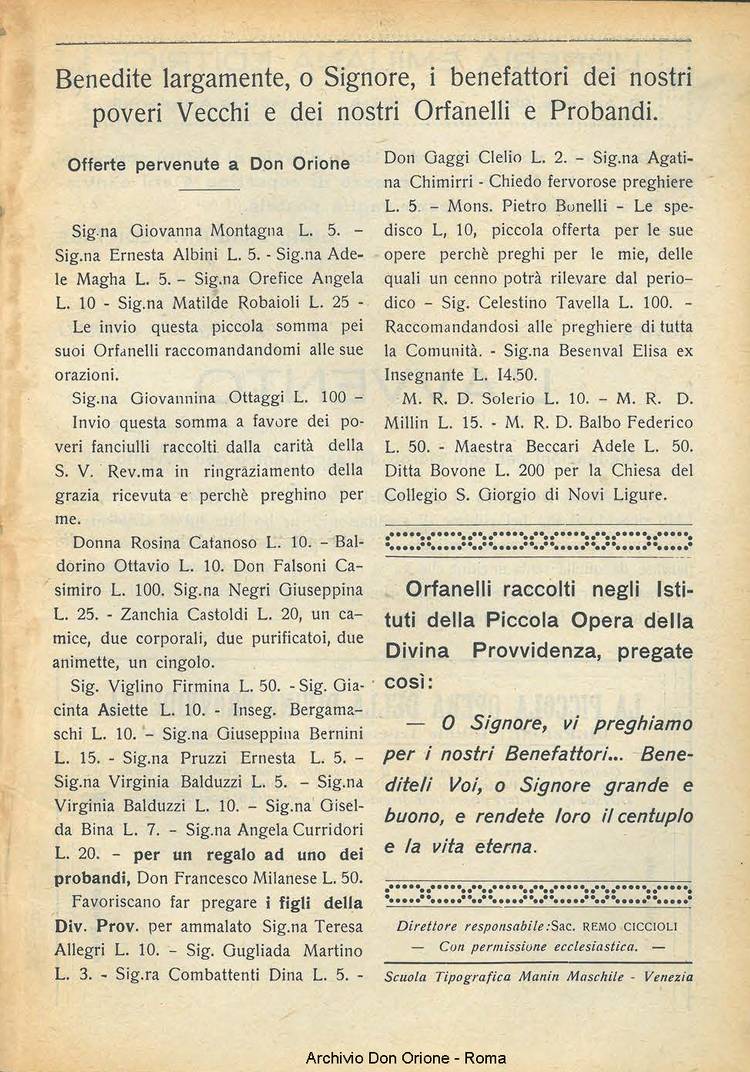 Benedite largamente, o Signore, i benefattori dei nostri
poveri Vecchi e dei nostri Orfanelli e Probandi.
Offerte pervenute a Don Orione
Sig.na Giovanna Montagna L. 5. –
Sig.na Ernesta Albini L. 5. - Sig.na Ade-
le Magha L. 5. – Sig.na Orefice Angela
L. 10 - Sig.na Matilde Robaioli L. 25 -
Le invio questa piccola somma pei
suoi Orfanelli raccomandandomi alle sue
orazioni.
Sig.na Giovannina Ottaggi L. 100 –
Invio questa somma a favore dei po-
veri fanciulli raccolti dalla carità della
S. V. Rev.ma in ringraziamento della
grazia ricevuta e perchè preghino per
me.
Donna Rosina Catanoso L. 10. – Bal-
dorino Ottavio L. 10. Don Falsoni Ca-
simiro L. 100. Sig.na Negri Giuseppina
L. 25. - Zanchia Castoldi L. 20, un ca-
mice, due corporali, due purificatoi, due
animette, un cingolo.
Sig. Viglino Firmina L. 50. - Sig. Gia-
cinta Asiette L. 10. - Inseg. Bergama-
schi L. 10. – Sig.na Giuseppina Bernini
L. 15. - Sig.na Pruzzi Ernesta L. 5. –
Sig.na Virginia Balduzzi L. 5. – Sig.na
Virginia Balduzzi L. 10. – Sig.na Gisel-
da Bina L. 7. – Sig.na Angela Curridori
L. 20. – per un regalo ad uno dei
probandi, Don Francesco Milanese L. 50.
Favoriscano far pregare i figli della
Div. Prov. per ammalato Sig.na Teresa
Allegri L. 10. – Sig. Gugliada Martino
L. 3. - Sig.ra Combattenti Dina L. 5. -
Don Gaggi Clelio L. 2. – Sig.na Agati-
na Chimirri - Chiedo fervorose preghiere
L. 5. – Mons. Pietro Bonelli – Le spe-
disco L, 10, piccola offerta per le sue
opere perchè preghi per le mie, delle
quali un cenno potrà rilevare dal perio-
dico – Sig. Celestino Tavella L. 100. -
Raccomandandosi alle preghiere di tutta
la Comunità. - Sig.na Besenval Elisa ex
Insegnante L. 14.50.
M. R. D. Solerio L. 10. – M. R. D.
Millin L. 15. - M. R. D. Balbo Federico
L. 50. - Maestra Beccari Adele L. 50.
Ditta Bovone L. 200 per la Chiesa del
Collegio S. Giorgio di Novi Ligure.
Orfanelli raccolti negli Isti-
tuti della Piccola Opera della
Divina Provvidenza, pregate
così:
— O Signore, vi preghiamo
per i nostri Benefattori... Bene-
diteli Voi, o Signore grande e
buono, e rendete loro il centuplo
e la vita eterna.
Direttore responsabile: Sac. REMO CICCIOLI
— Con permissione ecclesiastica. —
Scuola Tipografica Manin Maschile - Venezia
Archivio Don Orione - Roma